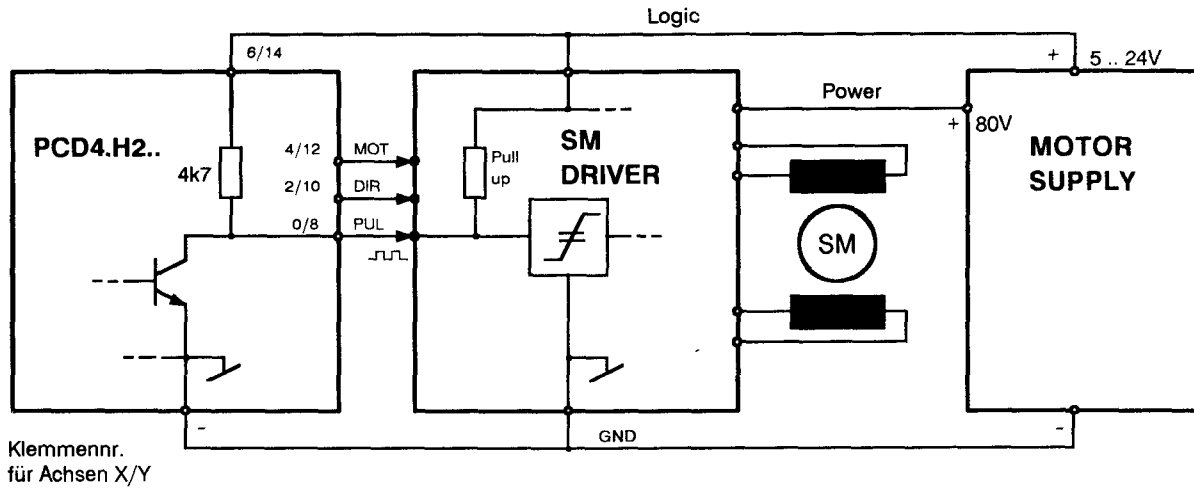 Logic
6/14
+
5 .. 24V
PCD4.H2..
4k7
4/12
MOT
2/10
DIR
0/8
PUL
Pull
up
SM
DRIVER
Power
+ 80V
MOTOR
SUPPLY
SM
-
GND
-
Klemmennr.
für Achsen X/Y